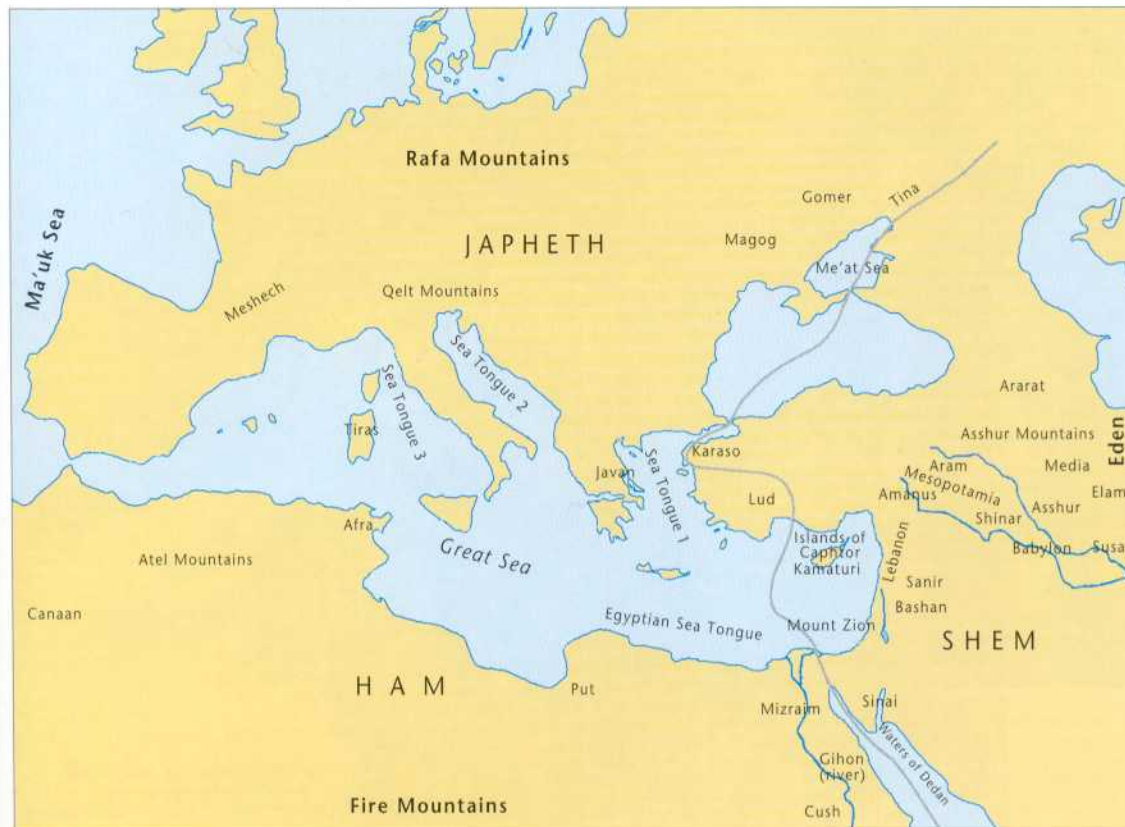 Rafa Mountains
Gomer
Tina
Ma'uk Sea
JAPHETH
Magog
Me'at Sea
Meshech
Qelt Mountains
Sea Tongue 2
Sea Tongue 3
Tiras
Ararat
Asshur Mountains
Eden
Javan
Sea Tongue 1
Karaso
Aram
Media
Mesopotamia
Amanus
Elam
Lud
Asshur
Shinar
Afra
Great Sea
Islands of
Caphtor
Kamaturi
Lebanon
Babylon
Susa
Atel Mountains
Sanir
Canaan
Bashan
Egyptian Sea Tongue
Mount Zion
SHEM
HAM
Put
Mizraim
Sinai
Waters of Dedan
Gihon
(river)
Fire Mountains
Cush